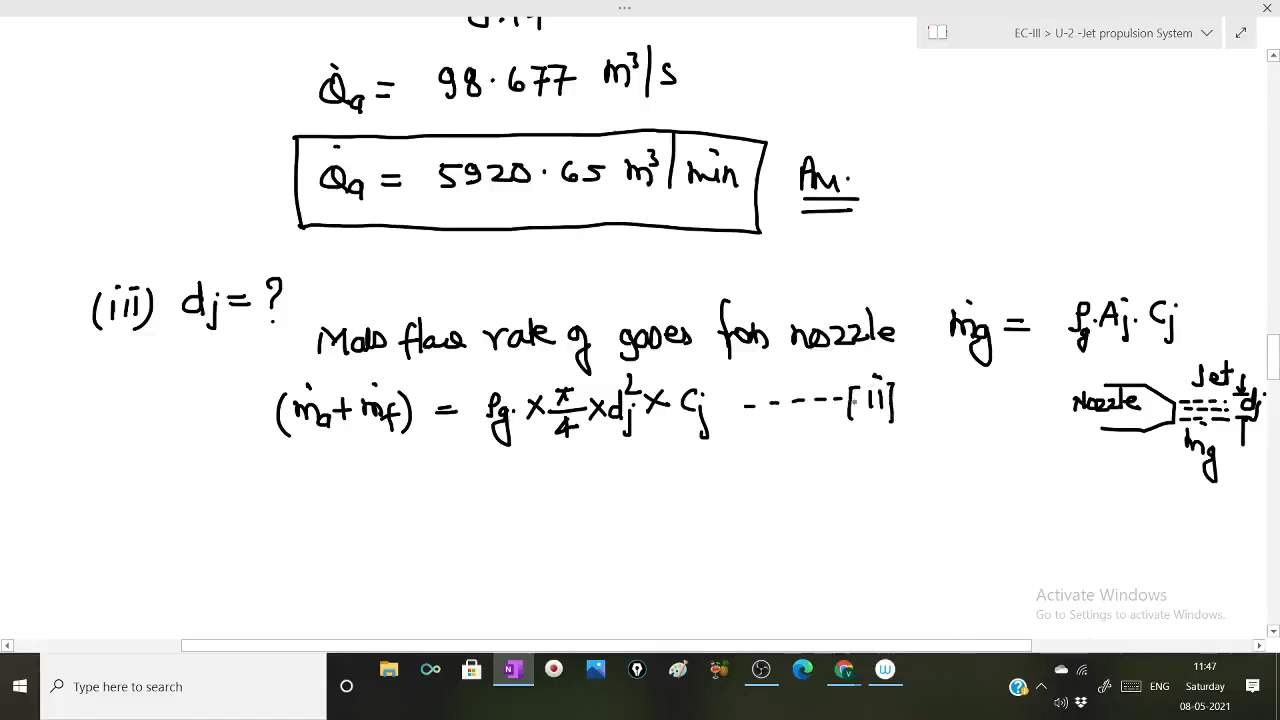 EC-III > U-2 -Jet propulsion System
Q̇a = 98.677 m³/s
Q̇a = 5920.65 m³/min Ans.
(iii) dj = ?
Mass flow rate of gases for nozzle ṁg = ρg.Aj.Cj
(ṁa + ṁf) = ρg. × π/4 × dj² × Cj ------[ii]
Jet
Nozzle
dj
ṁg
Activate Windows
Go to Settings to activate Windows.
Type here to search
ENG
11:47
Saturday
08-05-2021